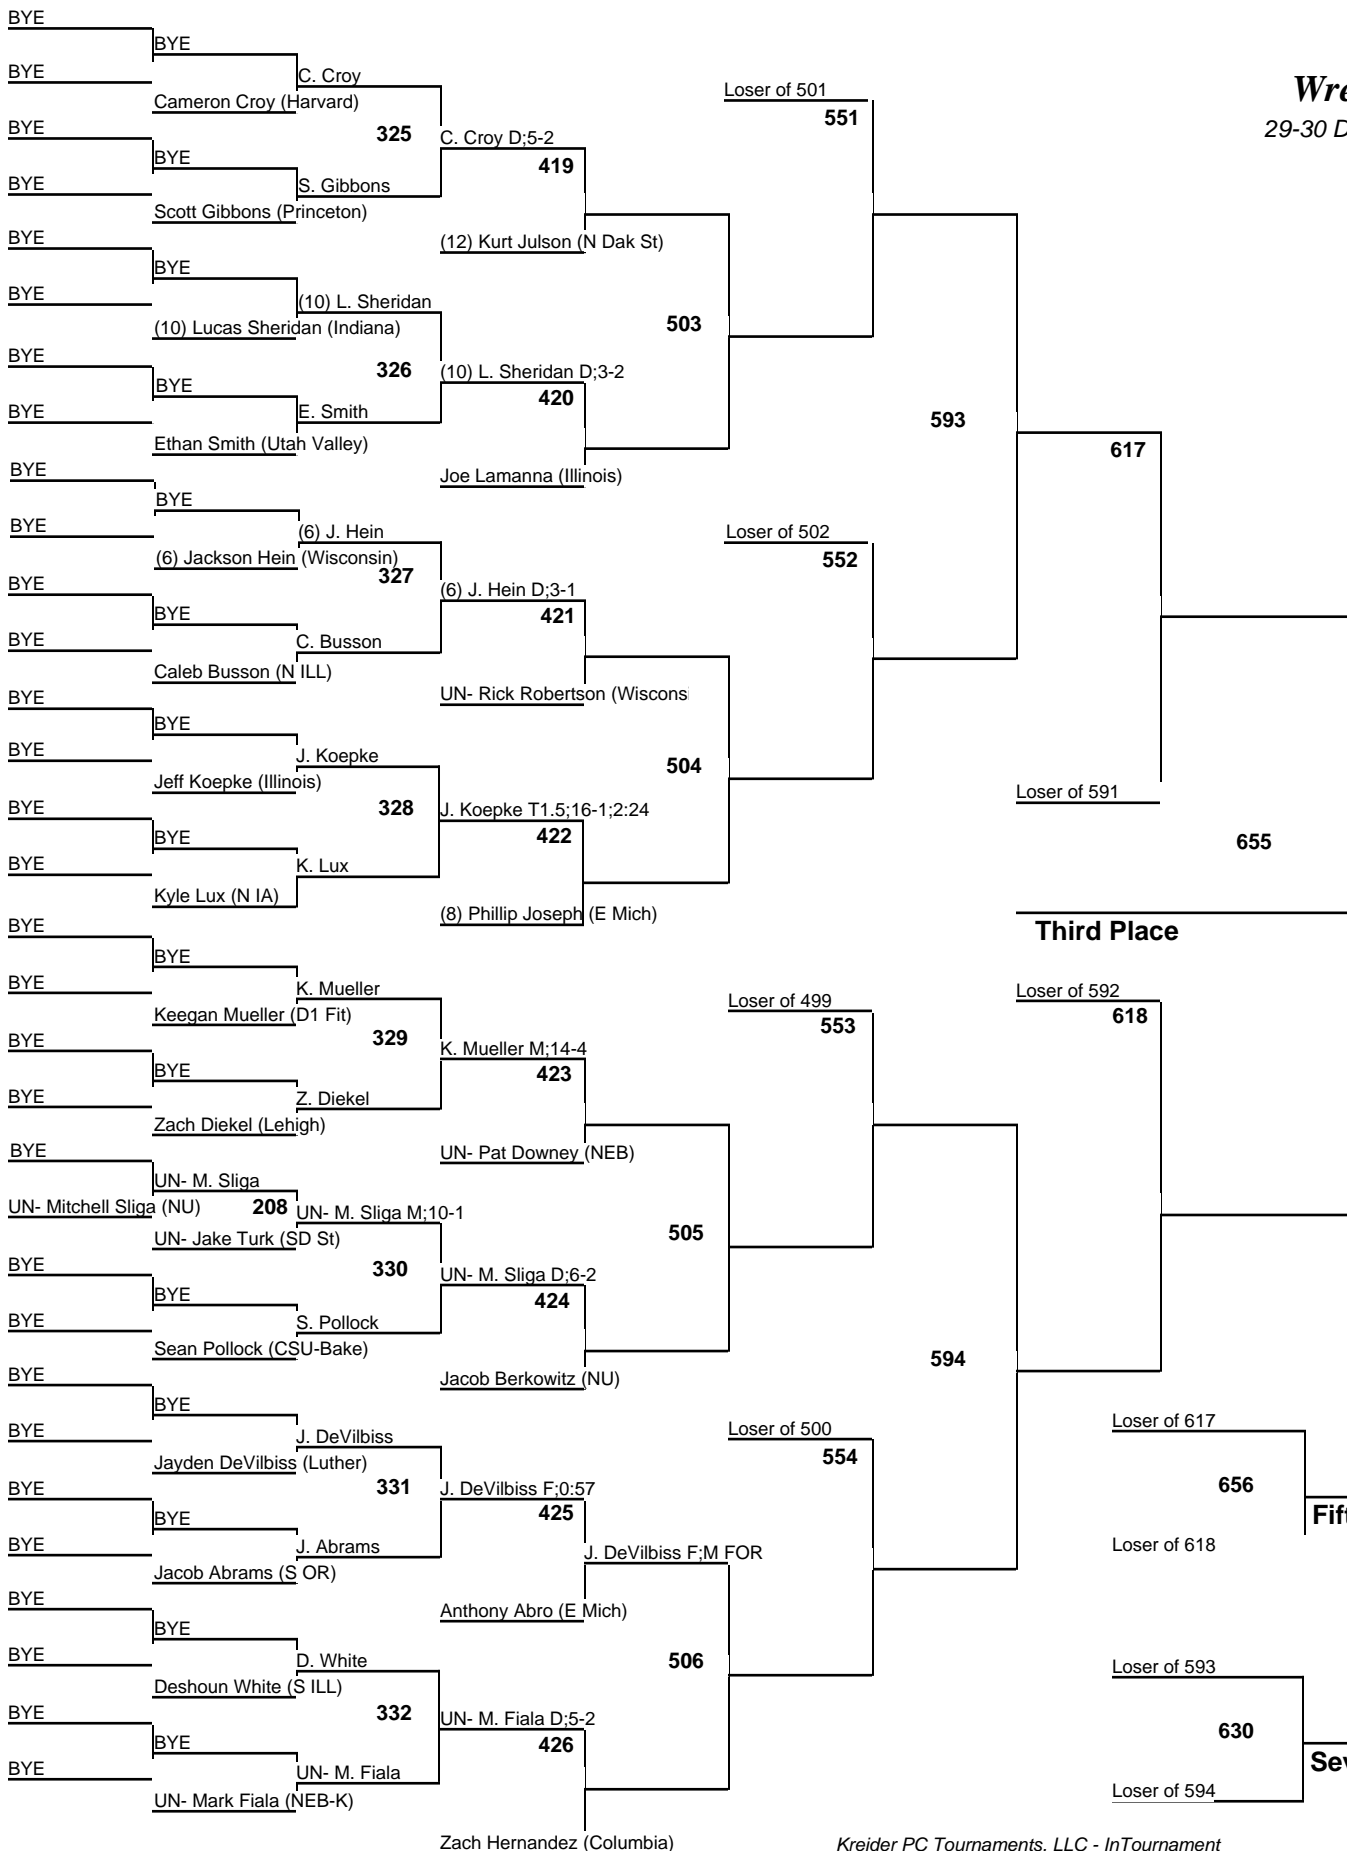 BYE
BYE
BYE
C. Croy
Cameron Croy (Harvard)
Loser of 501
Wre
551
29-30 D
BYE
325
C. Croy D;5-2
BYE
419
BYE
S. Gibbons
Scott Gibbons (Princeton)
BYE
(12) Kurt Julson (N Dak St)
BYE
BYE
(10) L. Sheridan
(10) Lucas Sheridan (Indiana)
503
BYE
326
(10) L. Sheridan D;3-2
BYE
420
BYE
E. Smith
593
Ethan Smith (Utah Valley)
617
BYE
Joe Lamanna (Illinois)
BYE
BYE
(6) J. Hein
Loser of 502
(6) Jackson Hein (Wisconsin)
552
327
BYE
(6) J. Hein D;3-1
BYE
421
BYE
C. Busson
Caleb Busson (N ILL)
BYE
UN- Rick Robertson (Wiscons
BYE
BYE
J. Koepke
504
Jeff Koepke (Illinois)
Loser of 591
BYE
328
J. Koepke T1.5;16-1;2:24
BYE
422
655
BYE
K. Lux
Kyle Lux (N IA)
(8) Phillip Joseph (E Mich)
BYE
Third Place
BYE
BYE
K. Mueller
Loser of 592
Keegan Mueller (D1 Fit)
Loser of 499
618
553
BYE
329
K. Mueller M;14-4
BYE
423
BYE
Z. Diekel
Zach Diekel (Lehigh)
BYE
UN- Pat Downey (NEB)
UN- M. Sliga
UN- Mitchell Sliga (NU)
208
UN- M. Sliga M;10-1
UN- Jake Turk (SD St)
505
BYE
330
UN- M. Sliga D;6-2
BYE
424
BYE
S. Pollock
Sean Pollock (CSU-Bake)
594
BYE
Jacob Berkowitz (NU)
BYE
BYE
J. DeVilbiss
Loser of 500
Loser of 617
Jayden DeVilbiss (Luther)
554
BYE
331
J. DeVilbiss F;0:57
656
BYE
425
Fift
BYE
J. Abrams
J. DeVilbiss F;M FOR
Loser of 618
Jacob Abrams (S OR)
BYE
Anthony Abro (E Mich)
BYE
BYE
D. White
506
Loser of 593
Deshoun White (S ILL)
BYE
332
UN- M. Fiala D;5-2
630
BYE
426
BYE
UN- M. Fiala
Sev
UN- Mark Fiala (NEB-K)
Loser of 594
Zach Hernandez (Columbia)
Kreider PC Tournaments, LLC - InTournament